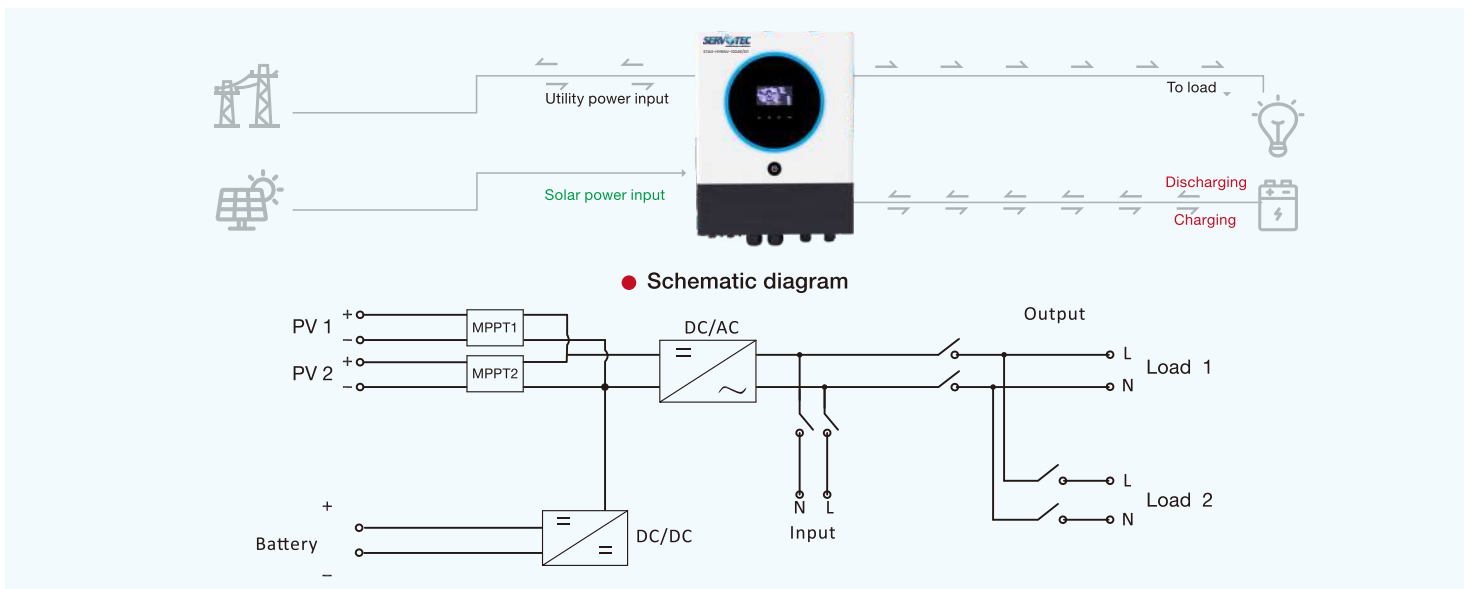 SERVOTEC
Utility power input
To load
Solar power input
Discharging
Charging
Schematic diagram
PV 1
+
−
MPPT1
PV 2
+
−
MPPT2
DC/AC
Output
L
N
Load 1
L
N
Load 2
N L
Input
Battery
+
−
DC/DC